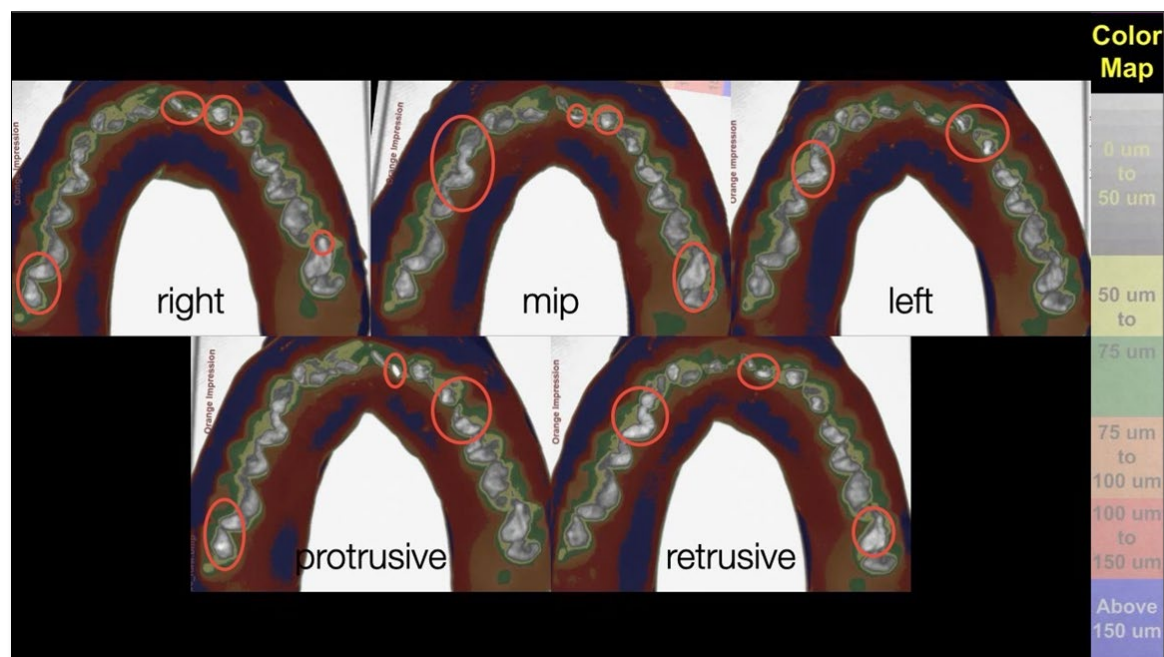 Color
Map
Orange Impression
Orange Impression
Orange Impression
0 um
to
50 um
right
mip
left
50 um
to
75 um
Orange Impression
Orange Impression
75 um
to
100 um
100 um
to
150 um
protrusive
retrusive
Above
150 um